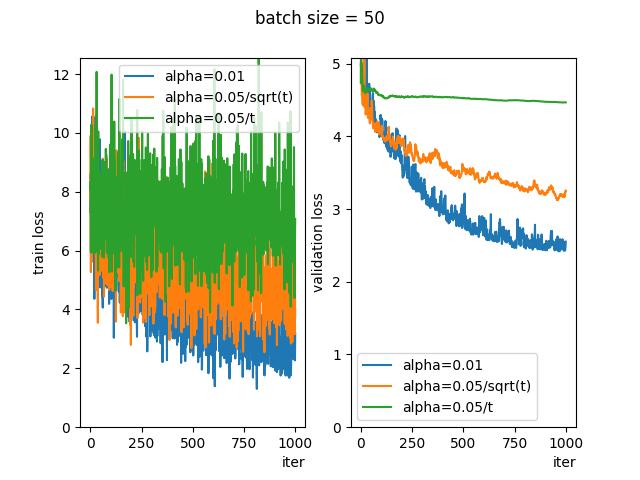 batch size = 50
train loss
12
10
8
6
4
2
0
alpha=0.01
alpha=0.05/sqrt(t)
alpha=0.05/t
0 250 500 750 1000
iter
validation loss
5
4
3
2
1
0
alpha=0.01
alpha=0.05/sqrt(t)
alpha=0.05/t
0 250 500 750 1000
iter